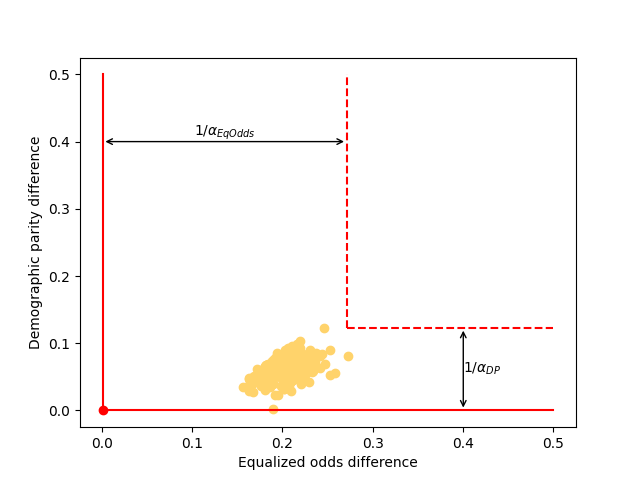 0.5
0.4
0.3
0.2
0.1
0.0
Demographic parity difference
1/α_EqOdds
1/α_DP
0.0 0.1 0.2 0.3 0.4 0.5
Equalized odds difference